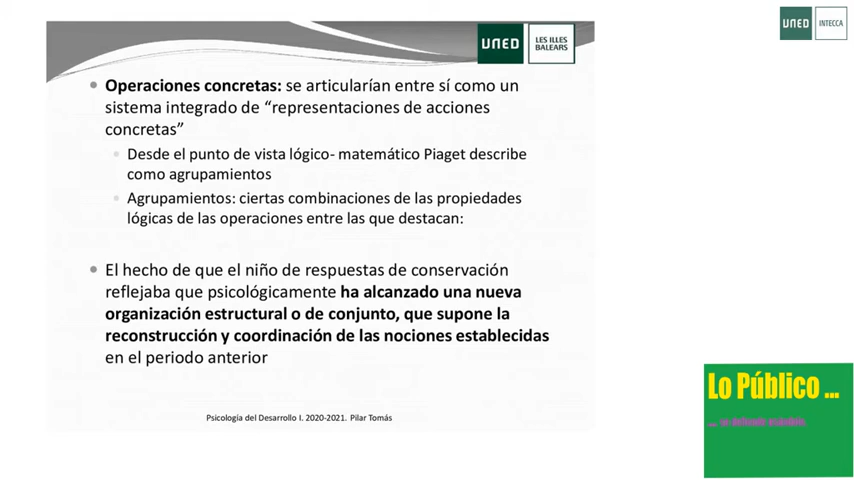 UNED
INTECCA
UNED
LES ILLES
BALEARS
Operaciones concretas: se articularían entre sí como un
sistema integrado de “representaciones de acciones
concretas”
Desde el punto de vista lógico- matemático Piaget describe
como agrupamientos
Agrupamientos: ciertas combinaciones de las propiedades
lógicas de las operaciones entre las que destacan:
El hecho de que el niño de respuestas de conservación
reflejaba que psicológicamente ha alcanzado una nueva
organización estructural o de conjunto, que supone la
reconstrucción y coordinación de las nociones establecidas
en el periodo anterior
Psicología del Desarrollo I. 2020-2021. Pilar Tomás
Lo Público ...